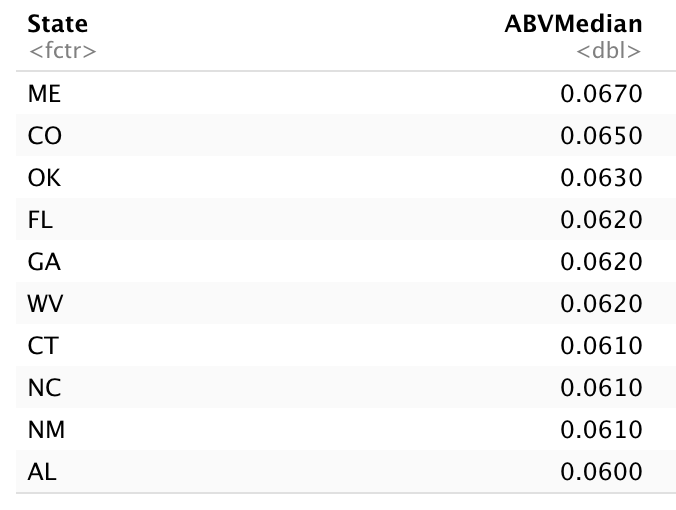 State ABVMedian
<fctr> <dbl>
ME 0.0670
CO 0.0650
OK 0.0630
FL 0.0620
GA 0.0620
WV 0.0620
CT 0.0610
NC 0.0610
NM 0.0610
AL 0.0600